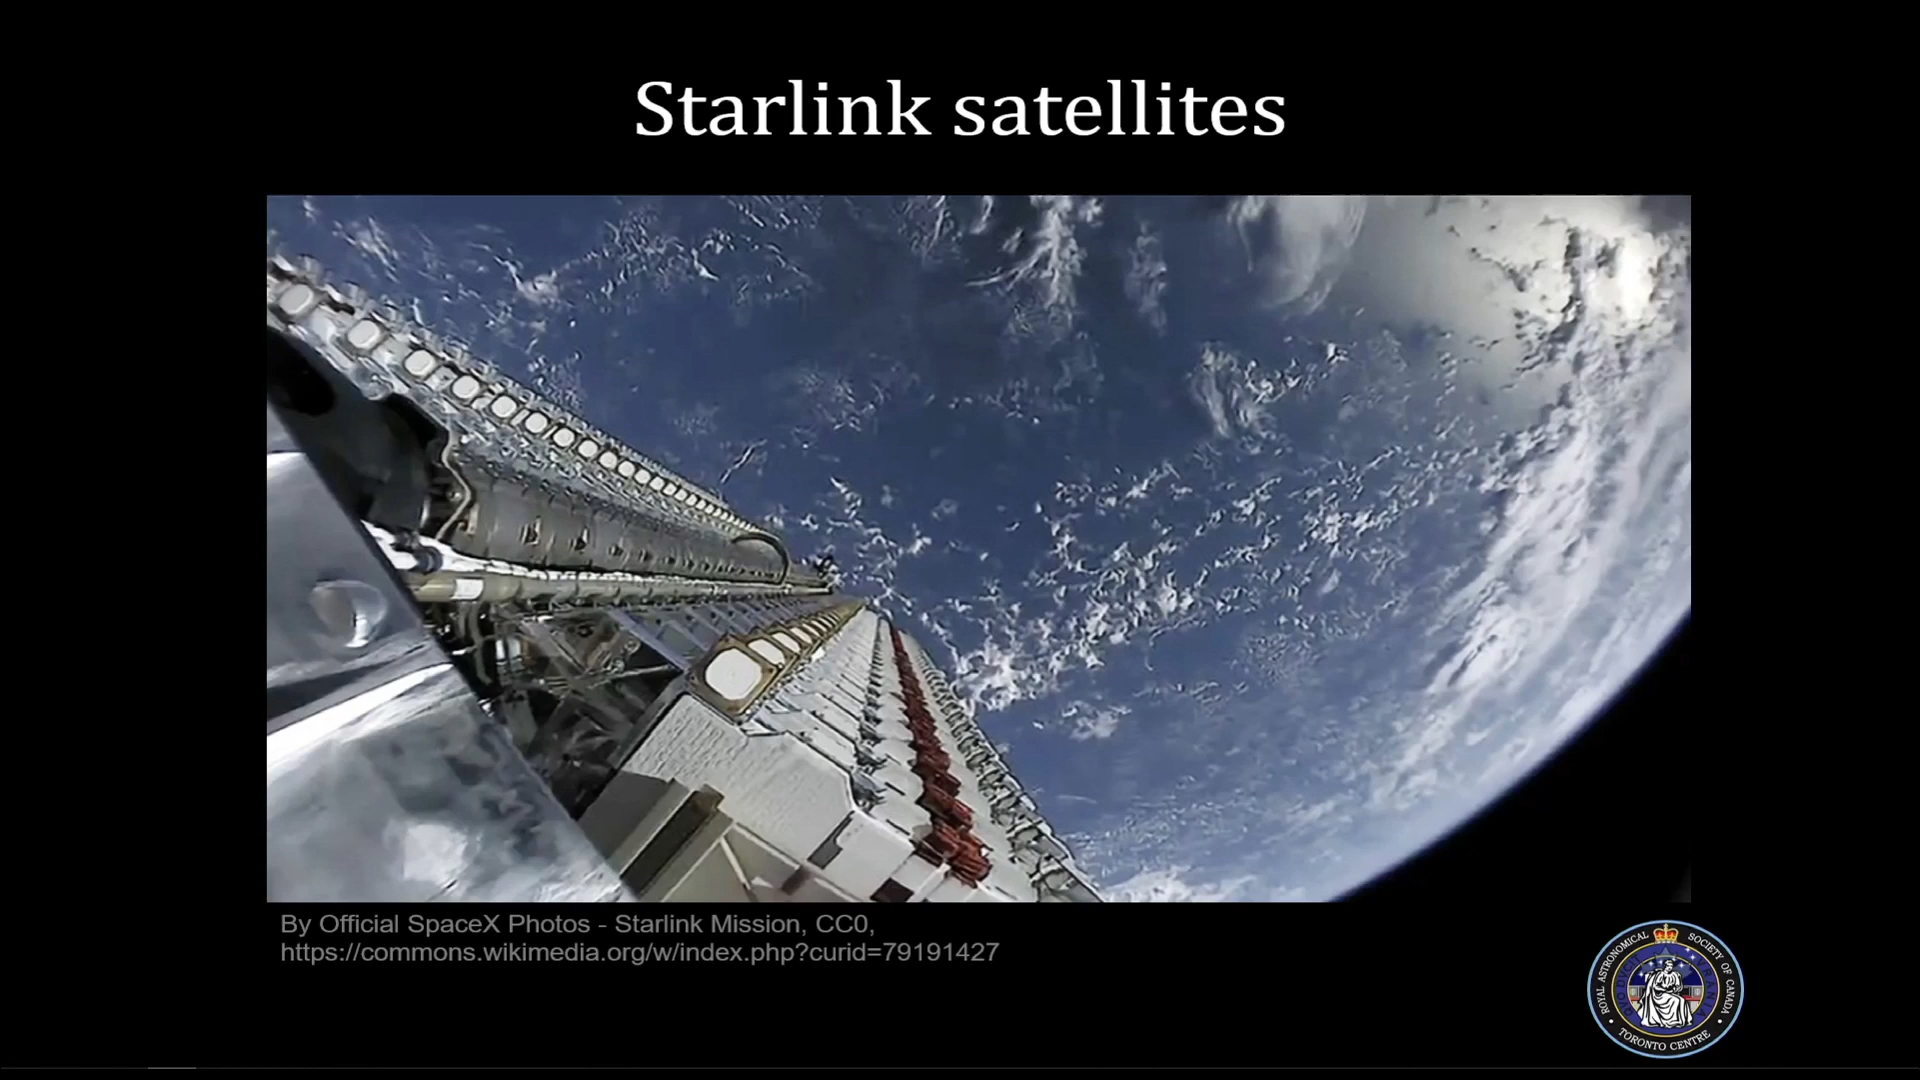 Starlink satellites
By Official SpaceX Photos - Starlink Mission, CC0,
https://commons.wikimedia.org/w/index.php?curid=79191427
ROYAL ASTRONOMICAL SOCIETY OF CANADA
• TORONTO CENTRE •